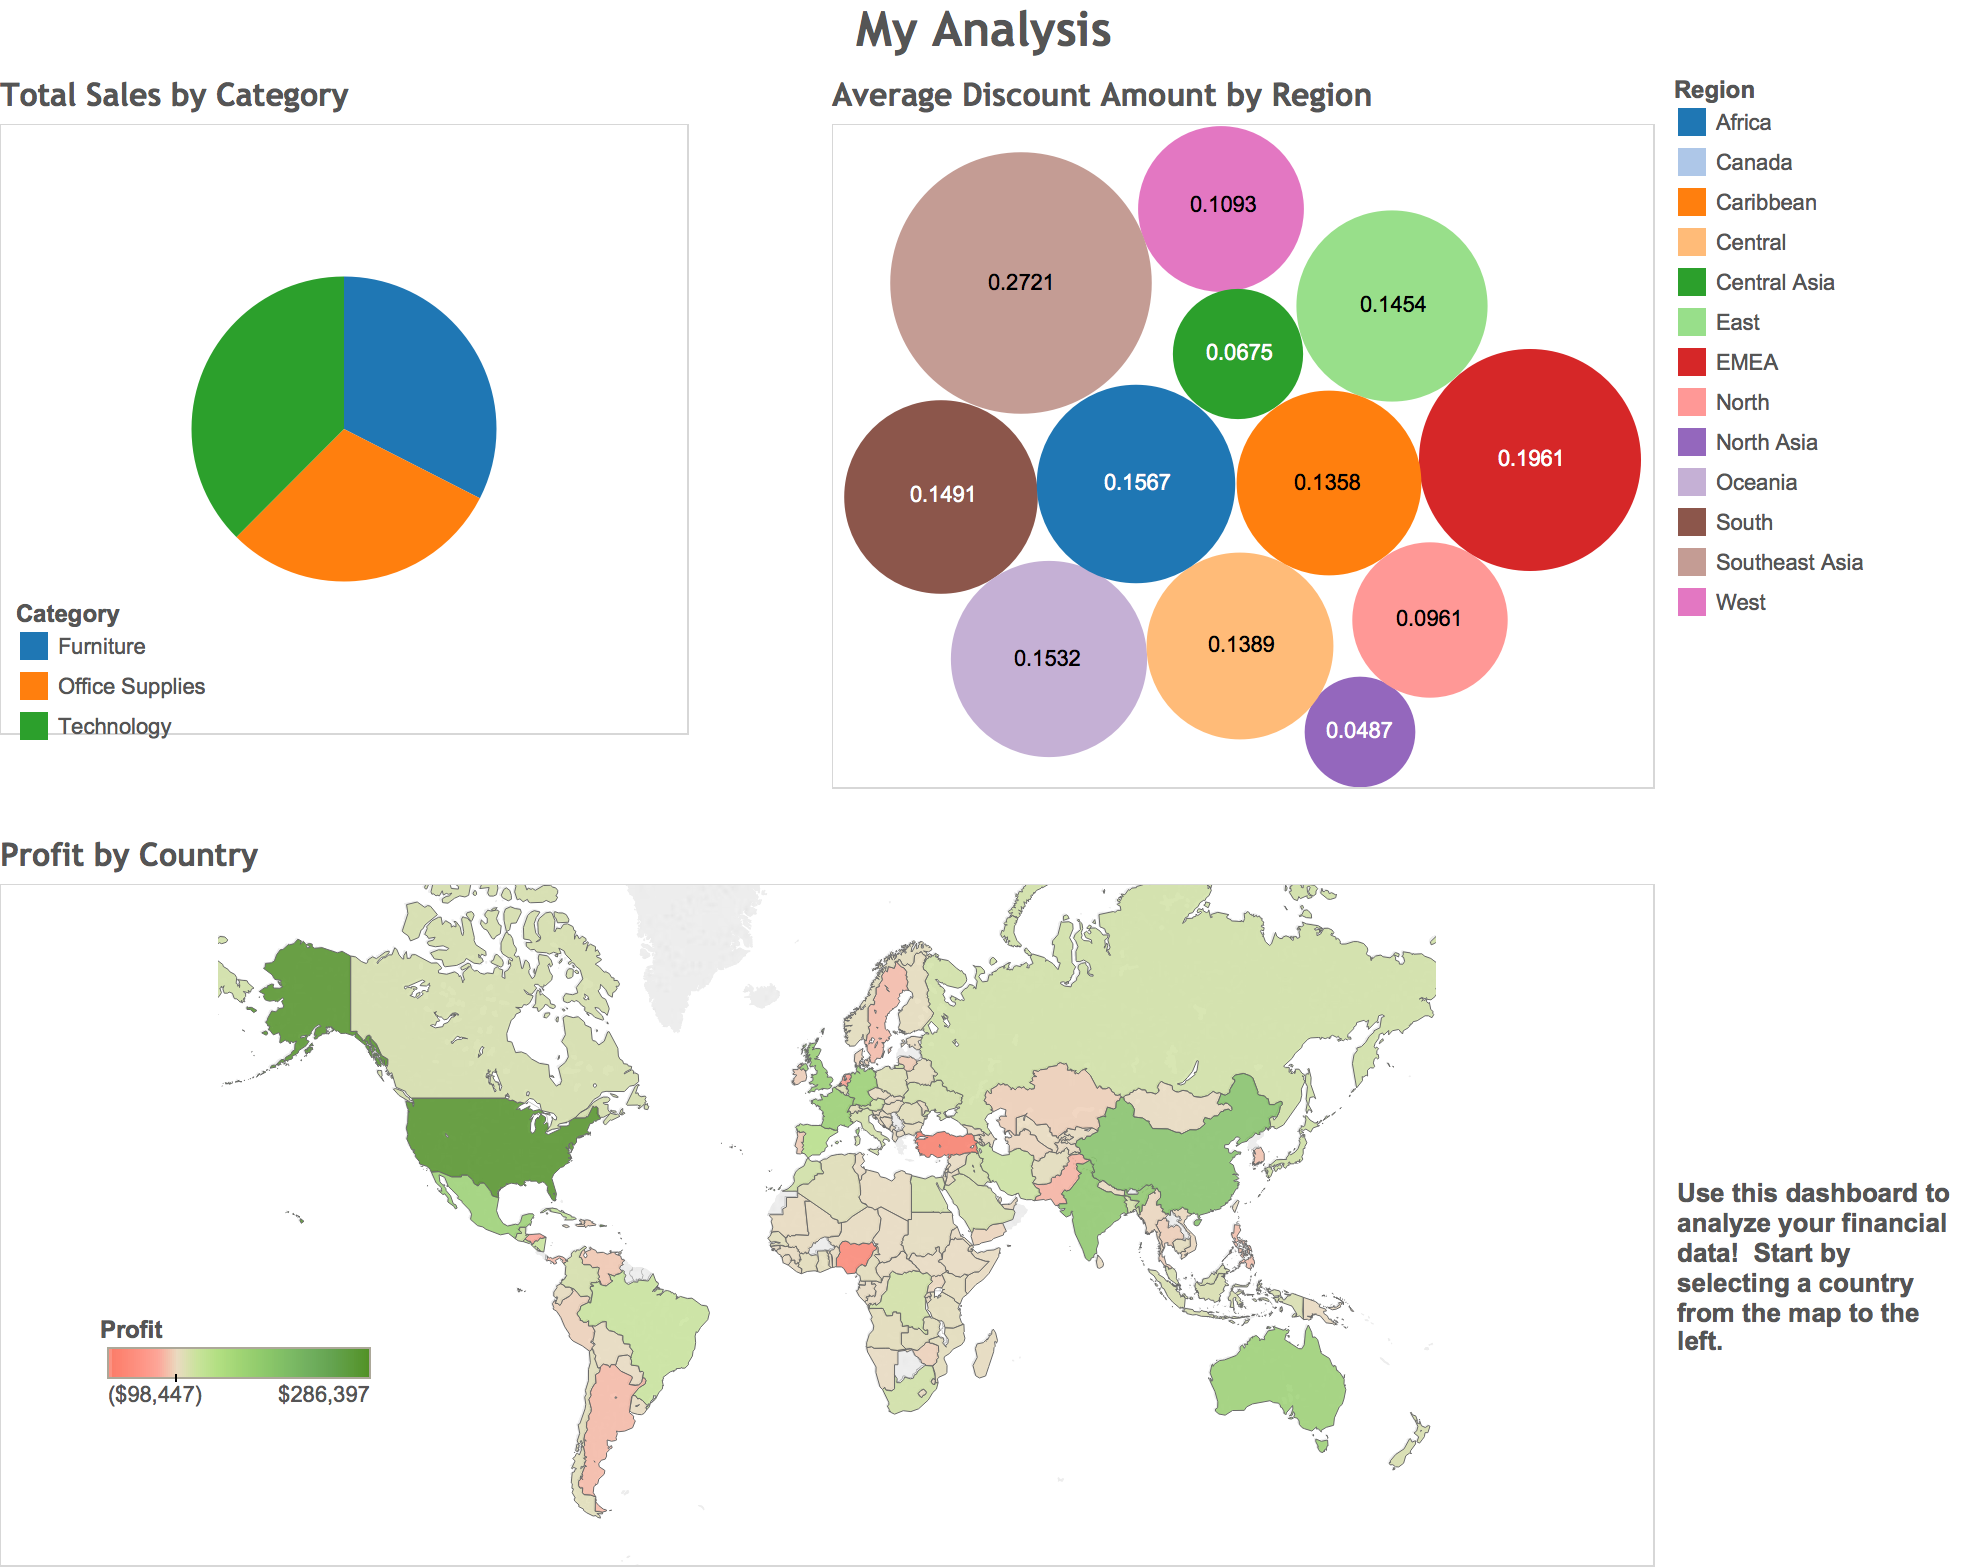 My Analysis
Total Sales by Category
Category
Furniture
Office Supplies
Technology
Average Discount Amount by Region
0.1093
0.2721
0.1454
0.0675
0.1961
0.1491
0.1567
0.1358
0.0961
0.1532
0.1389
0.0487
Region
Africa
Canada
Caribbean
Central
Central Asia
East
EMEA
North
North Asia
Oceania
South
Southeast Asia
West
Profit by Country
Profit
($98,447) $286,397
Use this dashboard to
analyze your financial
data!  Start by
selecting a country
from the map to the
left.